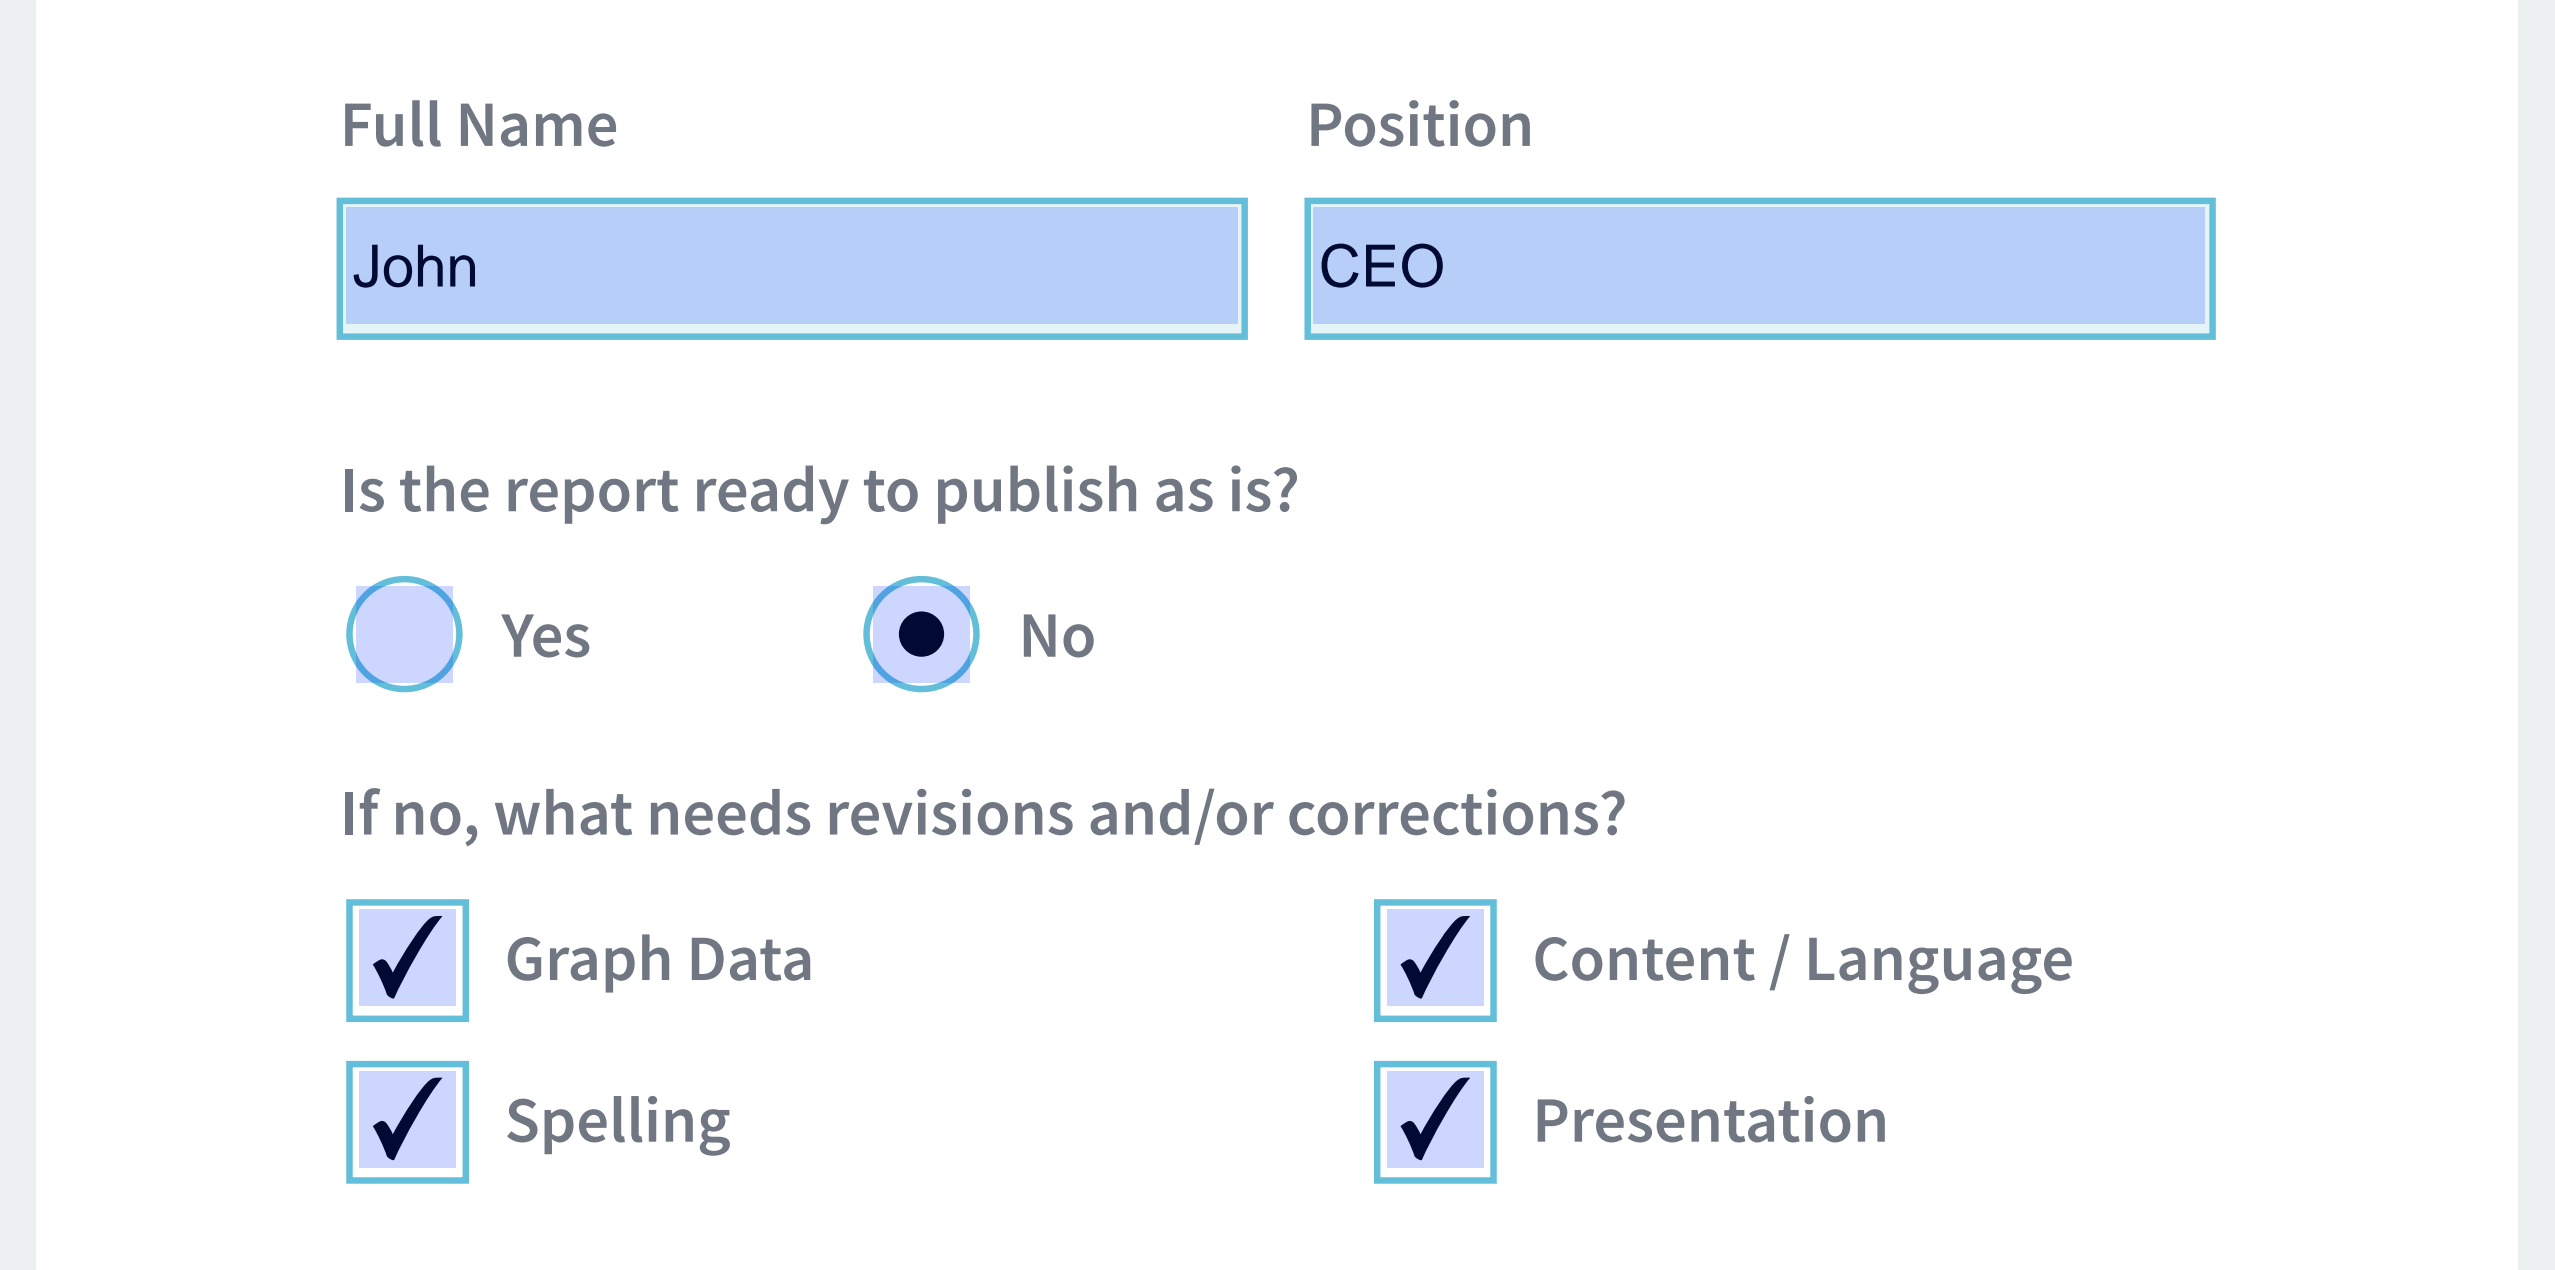 Full Name Position
John CEO
Is the report ready to publish as is?
Yes No
If no, what needs revisions and/or corrections?
Graph Data Content / Language
Spelling Presentation